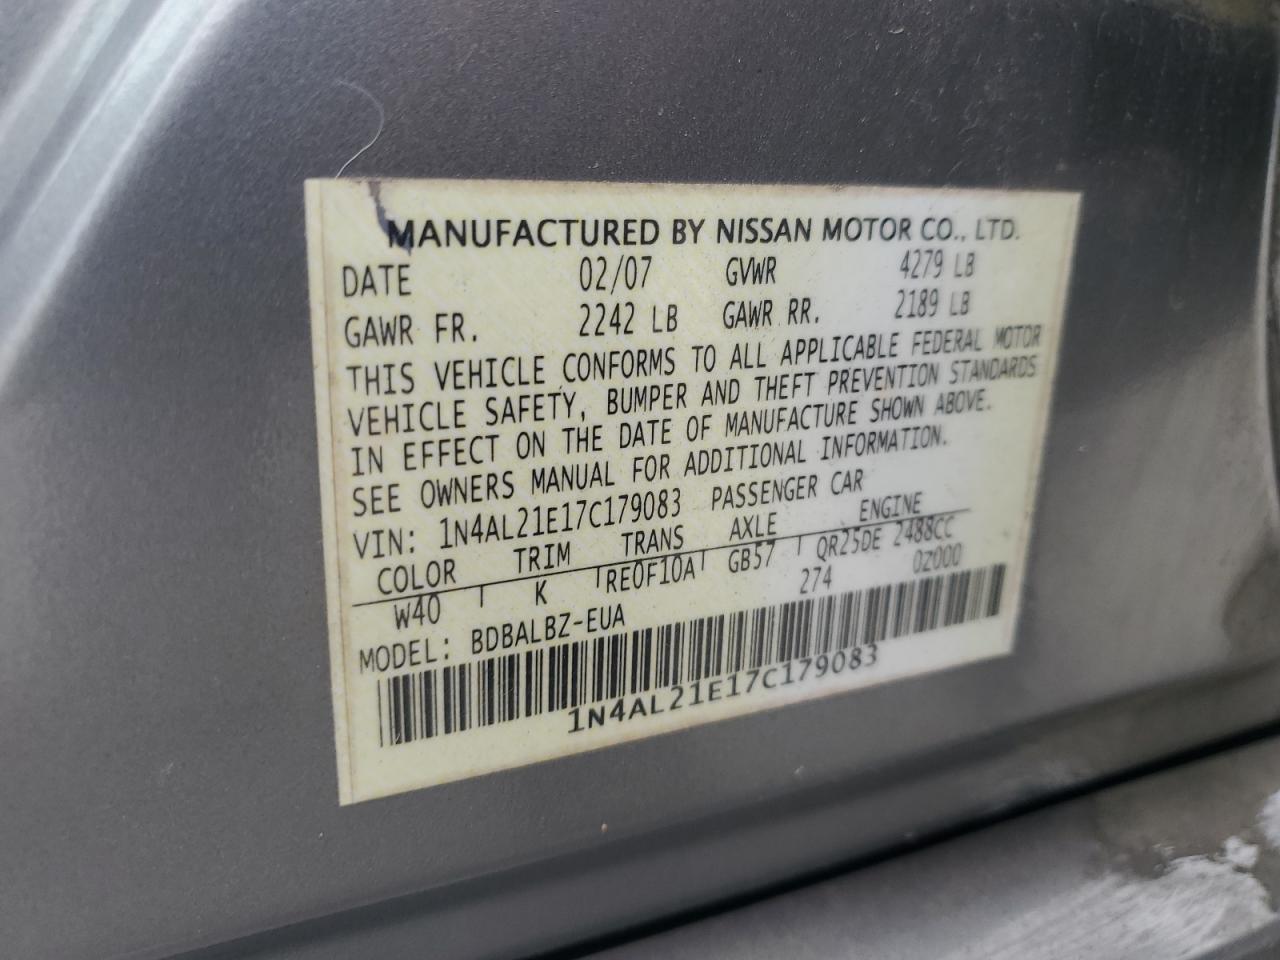 MANUFACTURED BY NISSAN MOTOR CO., LTD.
DATE 02/07 GVWR 4279 LB
GAWR FR. 2242 LB GAWR RR. 2189 LB
THIS VEHICLE CONFORMS TO ALL APPLICABLE FEDERAL MOTOR
VEHICLE SAFETY, BUMPER AND THEFT PREVENTION STANDARDS
IN EFFECT ON THE DATE OF MANUFACTURE SHOWN ABOVE.
SEE OWNERS MANUAL FOR ADDITIONAL INFORMATION.
VIN: 1N4AL21E17C179083 PASSENGER CAR
COLOR TRIM TRANS AXLE ENGINE
W40 K RE0F10A GB57 QR25DE 2488CC
MODEL: BDBALBZ-EUA 274 0Z000
1N4AL21E17C179083